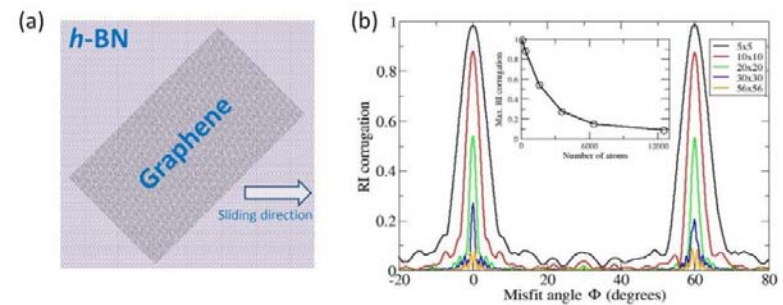 (a)
h-BN
Graphene
Sliding direction
(b)
RI corrugation
1
0.8
0.6
0.4
0.2
0
-20
0
20
40
60
80
Misfit angle Φ (degrees)
Max. RI corrugation
1
0.8
0.6
0.4
0.2
0
0
6000
12000
Number of atoms
5x5
10x10
20x20
30x30
56x56